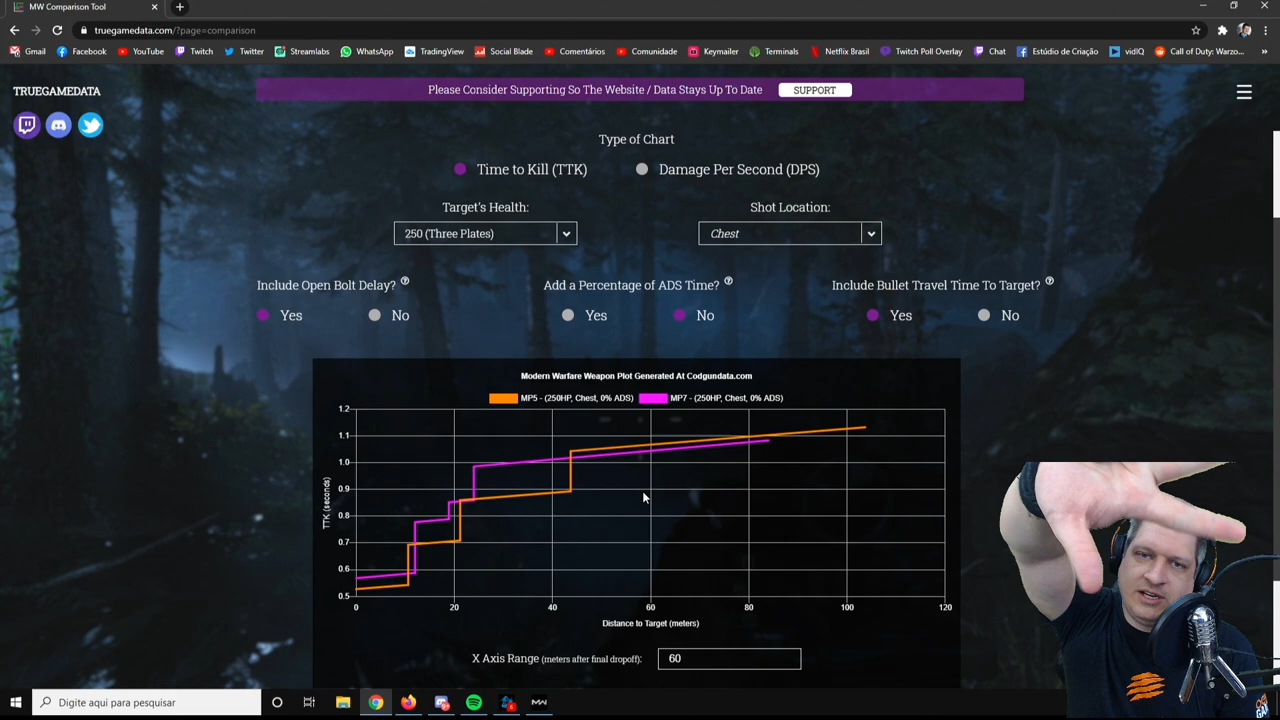 MW Comparison Tool
truegamedata.com/?page=comparison
Gmail Facebook YouTube Twitch Twitter Streamlabs WhatsApp TradingView Social Blade Comentários Comunidade Keymailer Terminals Netflix Brasil Twitch Poll Overlay Chat Estúdio de Criação vidIQ Call of Duty: Warzo...
TRUEGAMEDATA
Please Consider Supporting So The Website / Data Stays Up To Date SUPPORT
Type of Chart
Time to Kill (TTK) Damage Per Second (DPS)
Target's Health: Shot Location:
250 (Three Plates) Chest
Include Open Bolt Delay? Add a Percentage of ADS Time? Include Bullet Travel Time To Target?
Yes No Yes No Yes No
Modern Warfare Weapon Plot Generated At Codgundata.com
MP5 - (250HP, Chest, 0% ADS) MP7 - (250HP, Chest, 0% ADS)
1.2
1.1
1.0
0.9
0.8
0.7
0.6
0.5
TTK (seconds)
0 20 40 60 80 100 120
Distance to Target (meters)
X Axis Range (meters after final dropoff): 60
Digite aqui para pesquisar